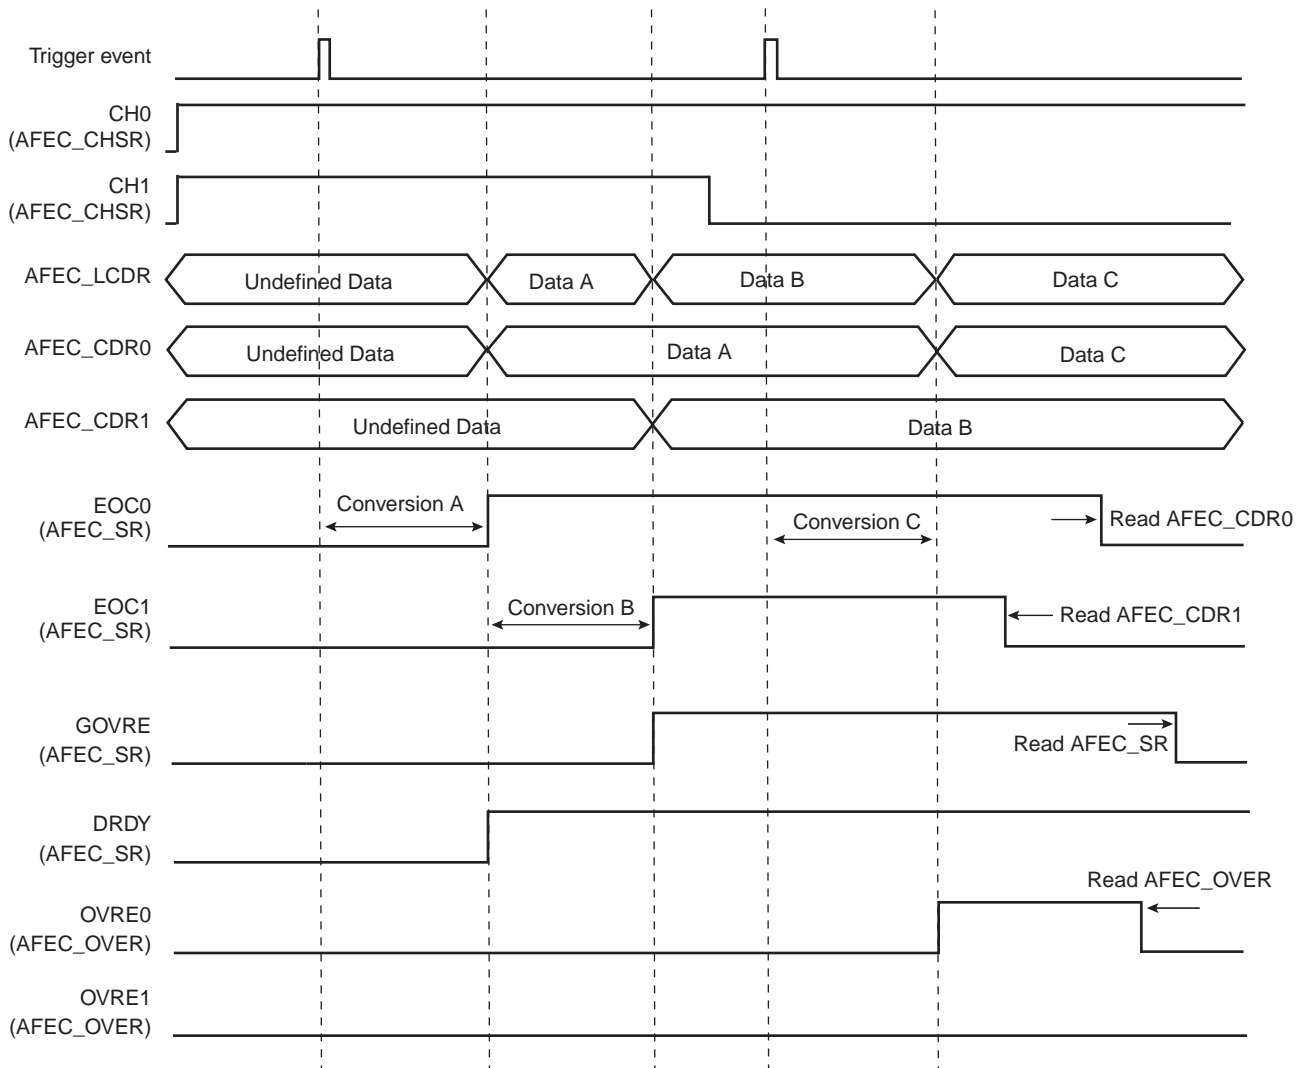 Trigger event
CH0
(AFEC_CHSR)
CH1
(AFEC_CHSR)
AFEC_LCDR
Undefined Data
Data A
Data B
Data C
AFEC_CDR0
Undefined Data
Data A
Data C
AFEC_CDR1
Undefined Data
Data B
EOC0
(AFEC_SR)
Conversion A
Conversion C
Read AFEC_CDR0
EOC1
(AFEC_SR)
Conversion B
Read AFEC_CDR1
GOVRE
(AFEC_SR)
Read AFEC_SR
DRDY
(AFEC_SR)
Read AFEC_OVER
OVRE0
(AFEC_OVER)
OVRE1
(AFEC_OVER)